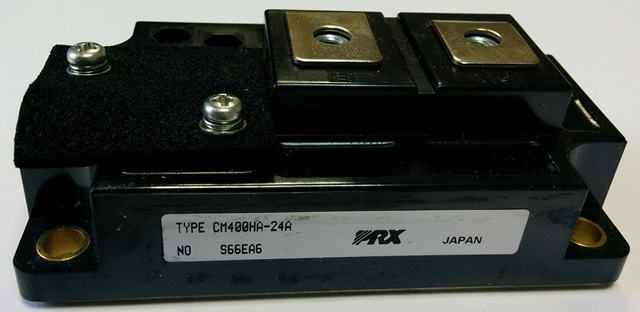 E
TYPE CM400HA-24A
PRX JAPAN
NO S66EA6